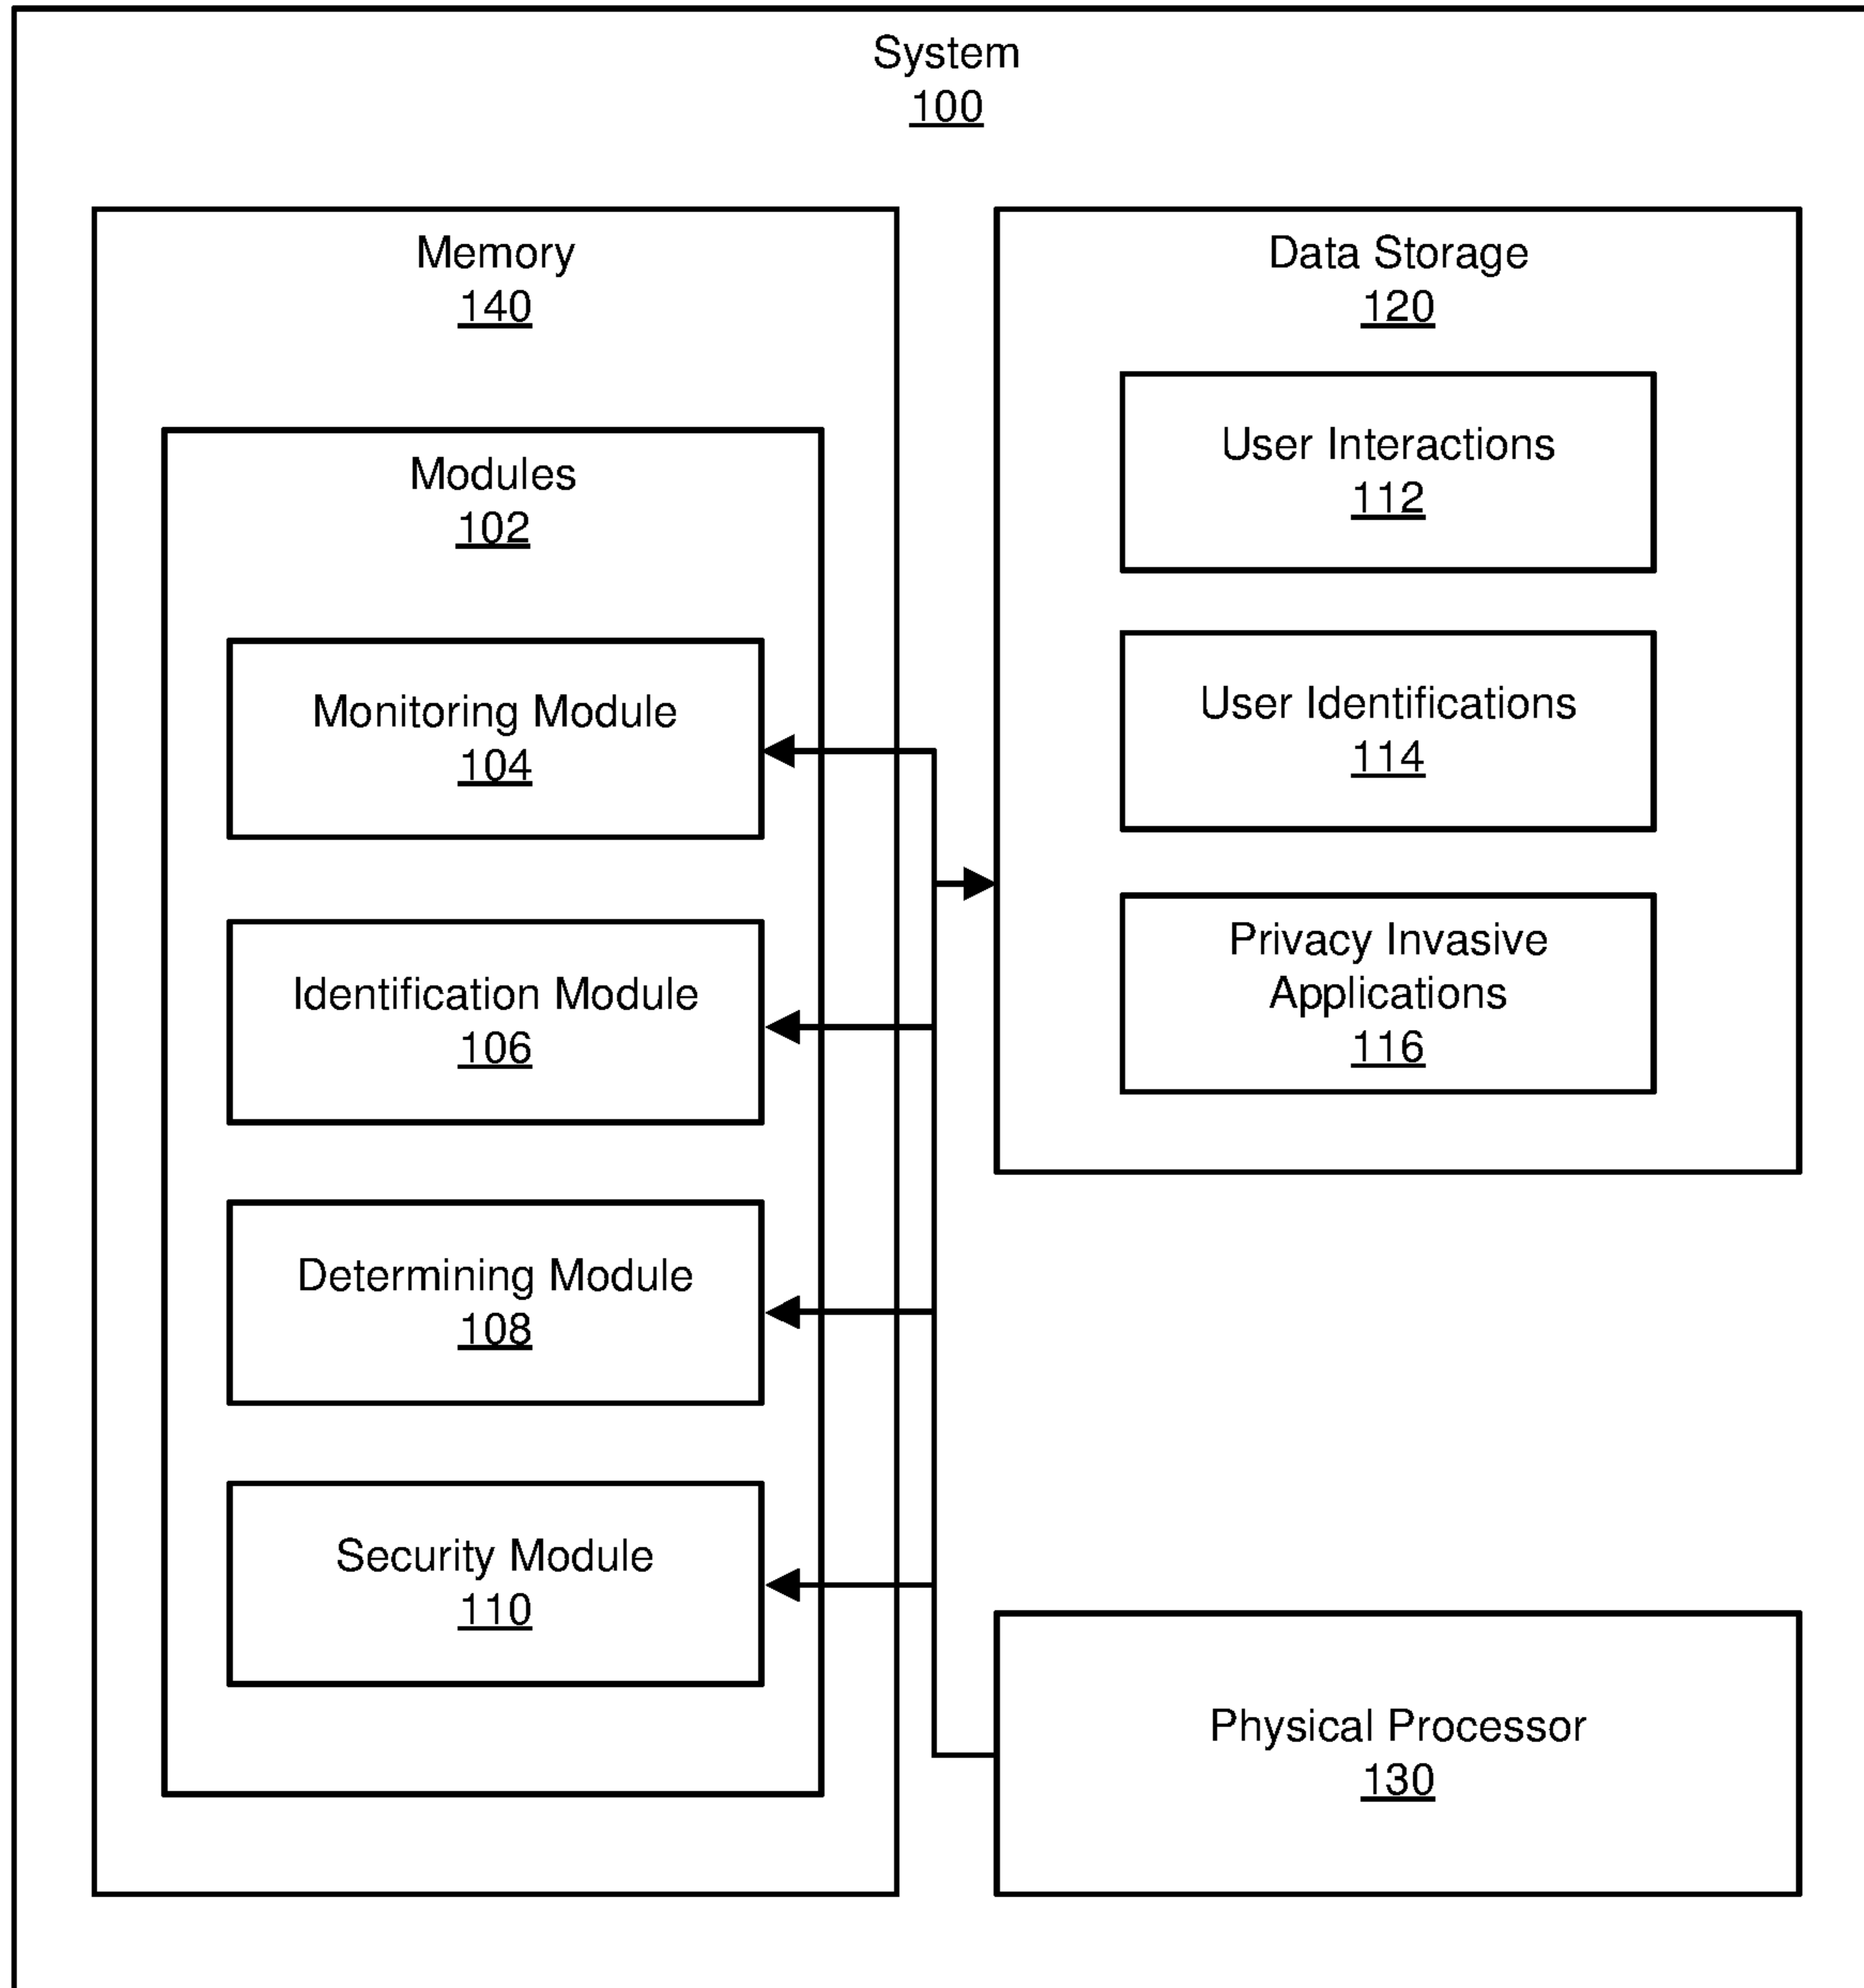 System
100
Memory
140
Modules
102
Monitoring Module
104
Identification Module
106
Determining Module
108
Security Module
110
Data Storage
120
User Interactions
112
User Identifications
114
Privacy Invasive
Applications
116
Physical Processor
130